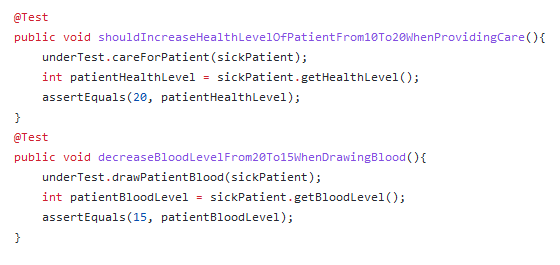 @Test
public void shouldIncreaseHealthLevelOfPatientFrom10To20WhenProvidingCare(){
    underTest.careForPatient(sickPatient);
    int patientHealthLevel = sickPatient.getHealthLevel();
    assertEquals(20, patientHealthLevel);
}
@Test
public void decreaseBloodLevelFrom20To15WhenDrawingBlood(){
    underTest.drawPatientBlood(sickPatient);
    int patientBloodLevel = sickPatient.getBloodLevel();
    assertEquals(15, patientBloodLevel);
}